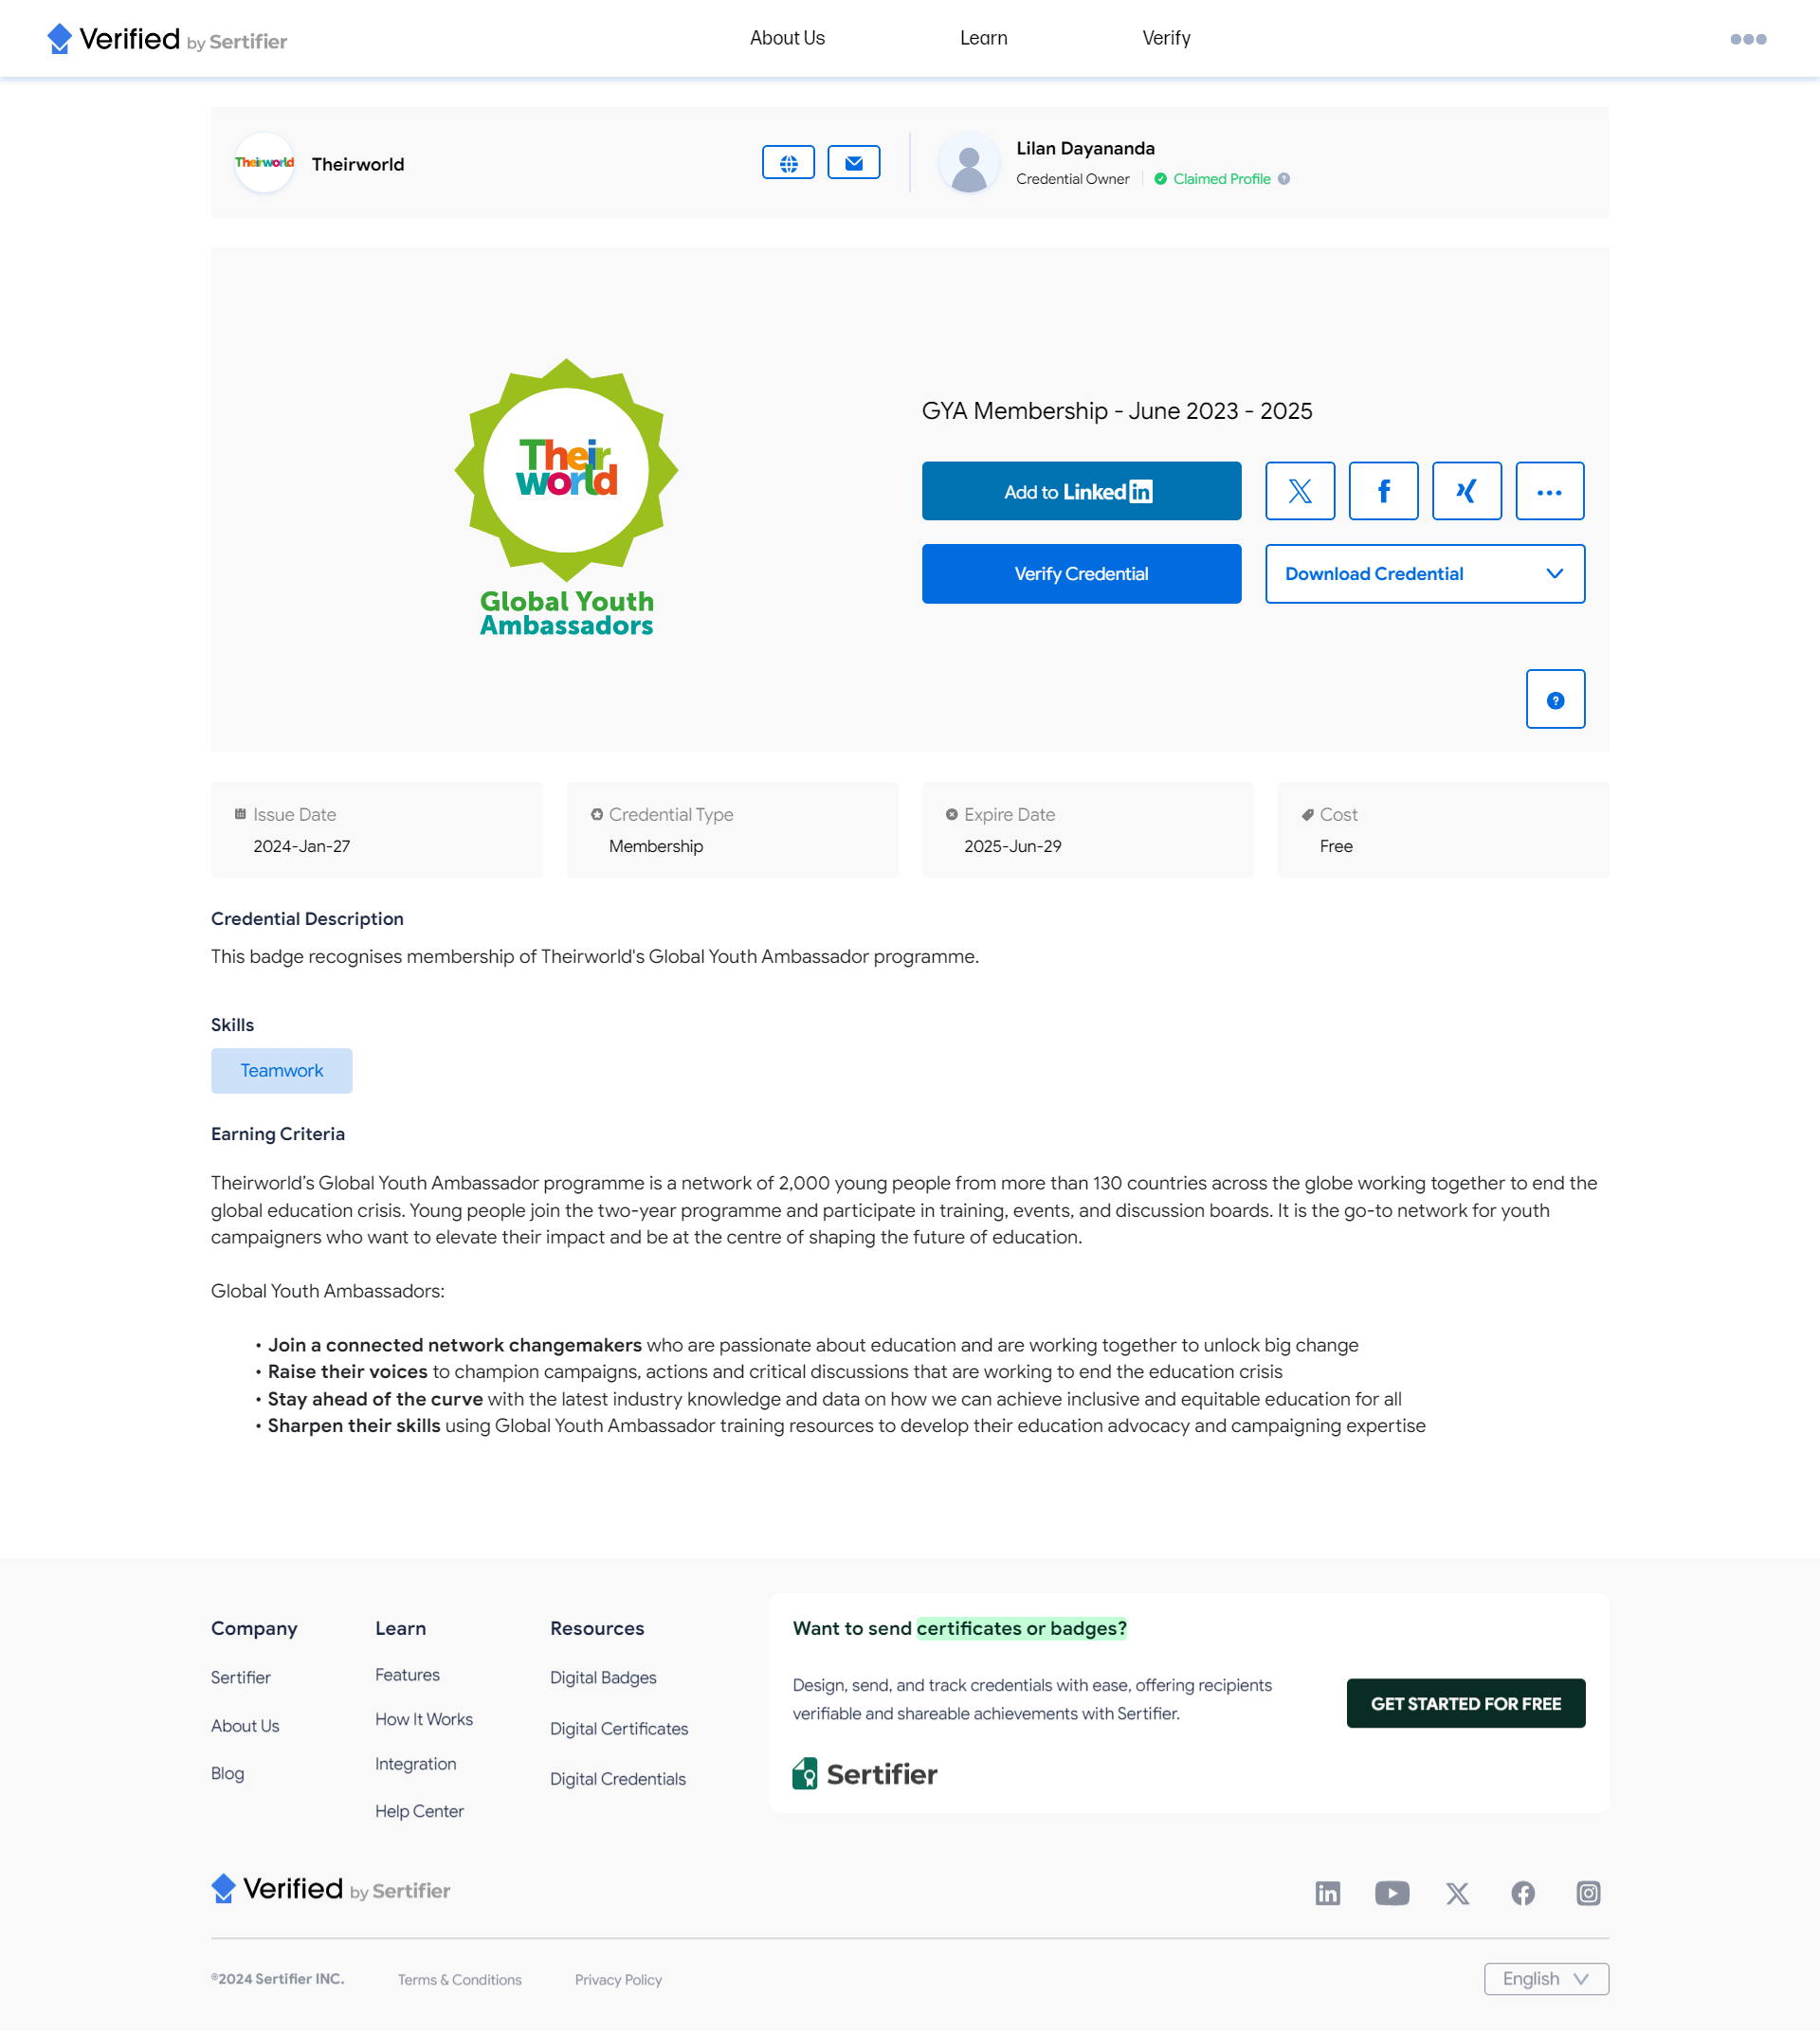 Verified by Sertifier
About Us
Learn
Verify
Theirworld
Theirworld
Lilan Dayananda
Credential Owner
Claimed Profile
Their
world
Global Youth
Ambassadors
GYA Membership - June 2023 - 2025
Add to Linked in
Verify Credential
Download Credential
Issue Date
2024-Jan-27
Credential Type
Membership
Expire Date
2025-Jun-29
Cost
Free
Credential Description
This badge recognises membership of Theirworld's Global Youth Ambassador programme.
Skills
Teamwork
Earning Criteria
Theirworld’s Global Youth Ambassador programme is a network of 2,000 young people from more than 130 countries across the globe working together to end the
global education crisis. Young people join the two-year programme and participate in training, events, and discussion boards. It is the go-to network for youth
campaigners who want to elevate their impact and be at the centre of shaping the future of education.
Global Youth Ambassadors:
• Join a connected network changemakers who are passionate about education and are working together to unlock big change
• Raise their voices to champion campaigns, actions and critical discussions that are working to end the education crisis
• Stay ahead of the curve with the latest industry knowledge and data on how we can achieve inclusive and equitable education for all
• Sharpen their skills using Global Youth Ambassador training resources to develop their education advocacy and campaigning expertise
Company
Sertifier
About Us
Blog
Learn
Features
How It Works
Integration
Help Center
Resources
Digital Badges
Digital Certificates
Digital Credentials
Want to send certificates or badges?
Design, send, and track credentials with ease, offering recipients
verifiable and shareable achievements with Sertifier.
GET STARTED FOR FREE
Sertifier
Verified by Sertifier
©2024 Sertifier INC.
Terms & Conditions
Privacy Policy
English